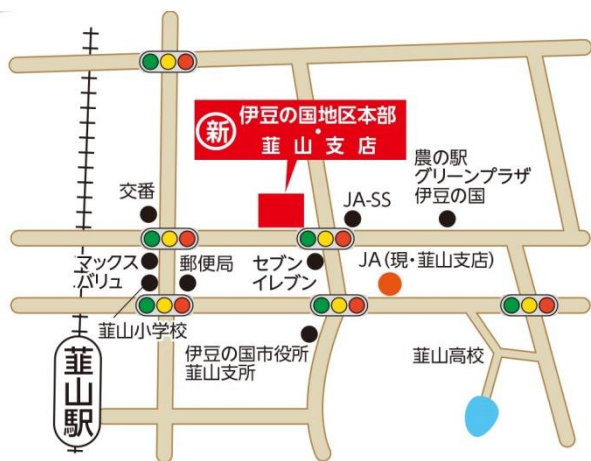 新
伊豆の国地区本部
・
韮山支店
農の駅
グリーンプラザ
伊豆の国
交番
JA-SS
マックス
バリュ
郵便局
セブン
イレブン
JA(現・韮山支店)
韮山小学校
伊豆の国市役所
韮山支所
韮山高校
韮山駅